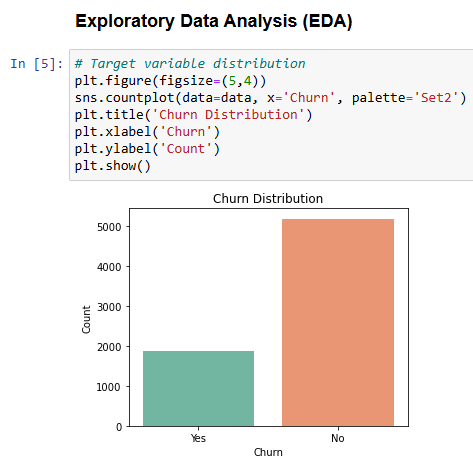 Exploratory Data Analysis (EDA)
In [5]: # Target variable distribution
plt.figure(figsize=(5,4))
sns.countplot(data=data, x='Churn', palette='Set2')
plt.title('Churn Distribution')
plt.xlabel('Churn')
plt.ylabel('Count')
plt.show()
Churn Distribution
5000
4000
3000
2000
1000
0
Count
Yes No
Churn